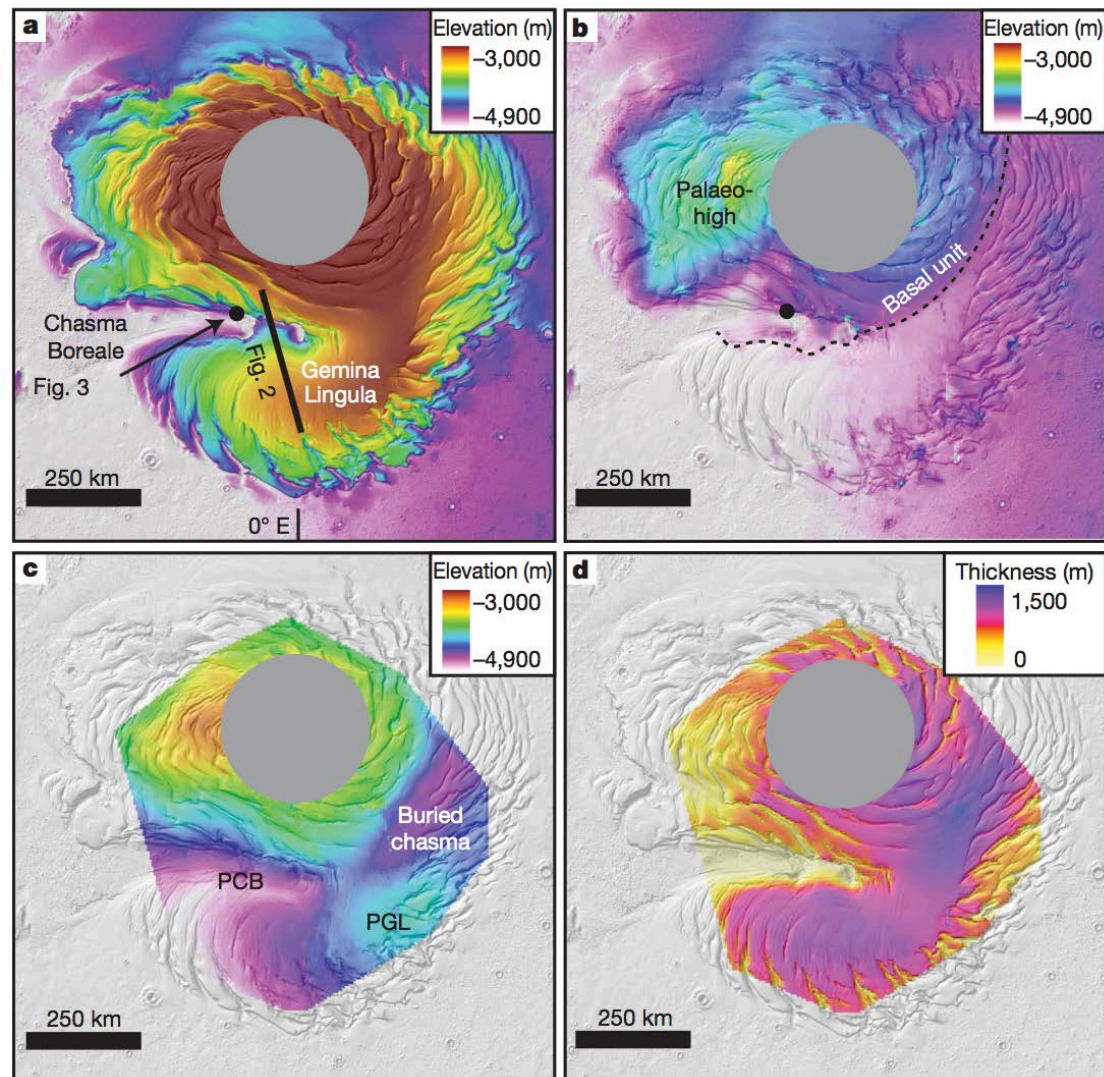 a
Elevation (m)
–3,000
–4,900
Chasma
Boreale
Fig. 3
Fig. 2
Gemina
Lingula
250 km
0° E
b
Elevation (m)
–3,000
–4,900
Palaeo-
high
Basal unit
250 km
c
Elevation (m)
–3,000
–4,900
Buried
chasma
PCB
PGL
250 km
d
Thickness (m)
1,500
0
250 km